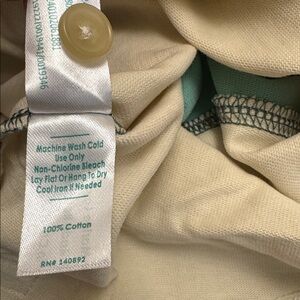 Machine Wash Cold
Use Only
Non-Chlorine Bleach
Lay Flat Or Hang To Dry
Cool Iron If Needed
100% Cotton
RN# 140892